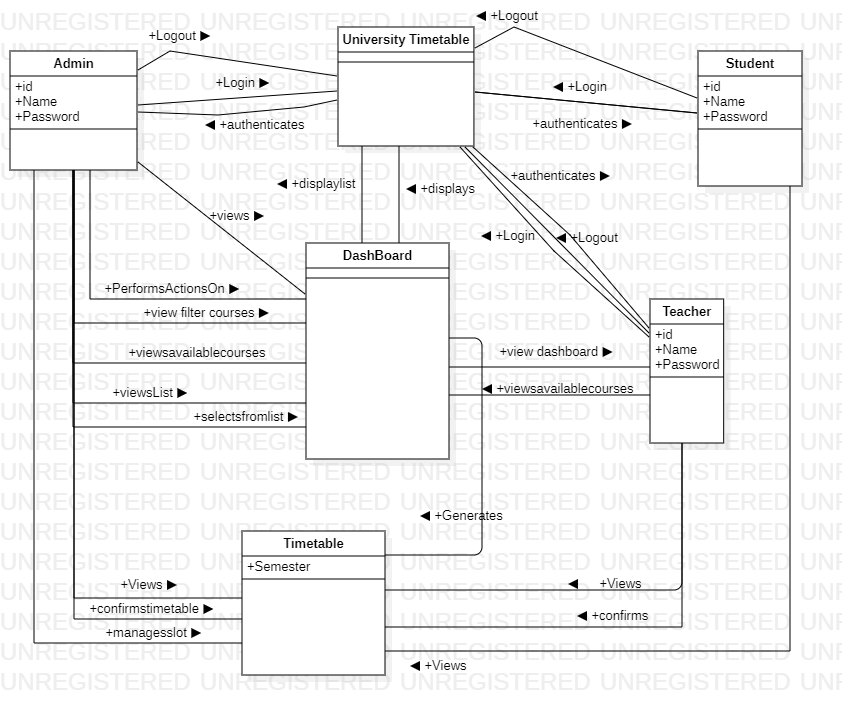 +Logout ▶
◀ +Logout
University Timetable
Admin
+id
+Name
+Password
Student
+id
+Name
+Password
+Login ▶
◀ +authenticates
◀ +Login
+authenticates ▶
◀ +displaylist
◀ +displays
+authenticates ▶
+views ▶
◀ +Login
◀ +Logout
DashBoard
+PerformsActionsOn ▶
+view filter courses ▶
+viewsavailablecourses
+viewsList ▶
+selectsfromlist ▶
Teacher
+id
+Name
+Password
+view dashboard ▶
◀ +viewsavailablecourses
◀ +Generates
Timetable
+Semester
+Views ▶
+confirmstimetable ▶
+managesslot ▶
◀ +Views
◀ +confirms
◀ +Views
UNREGISTERED